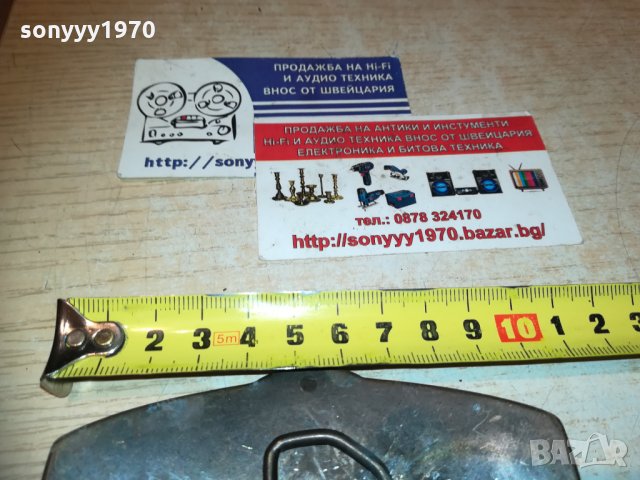 sonyyy1970
ПРОДАЖБА НА Hi-Fi
И АУДИО ТЕХНИКА
ВНОС ОТ ШВЕЙЦАРИЯ
http://sony
ПРОДАЖБА НА АНТИКИ И ИНСТУМЕНТИ
Hi-Fi И АУДИО ТЕХНИКА ВНОС ОТ ШВЕЙЦАРИЯ
ЕЛЕКТРОНИКА И БИТОВА ТЕХНИКА
тел.: 0878 324170
http://sonyyy1970.bazar.bg/
2 3 5m 4 5 6 7 8 9 10 1 2 3
BAZAR.bg